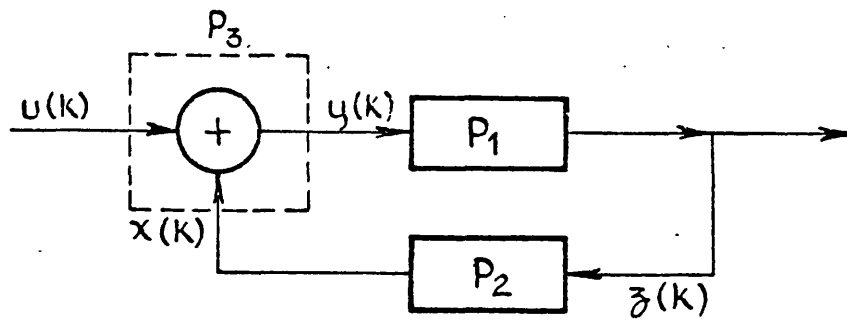 P3
u(K)
y(K)
P1
x(K)
P2
z(K)
+